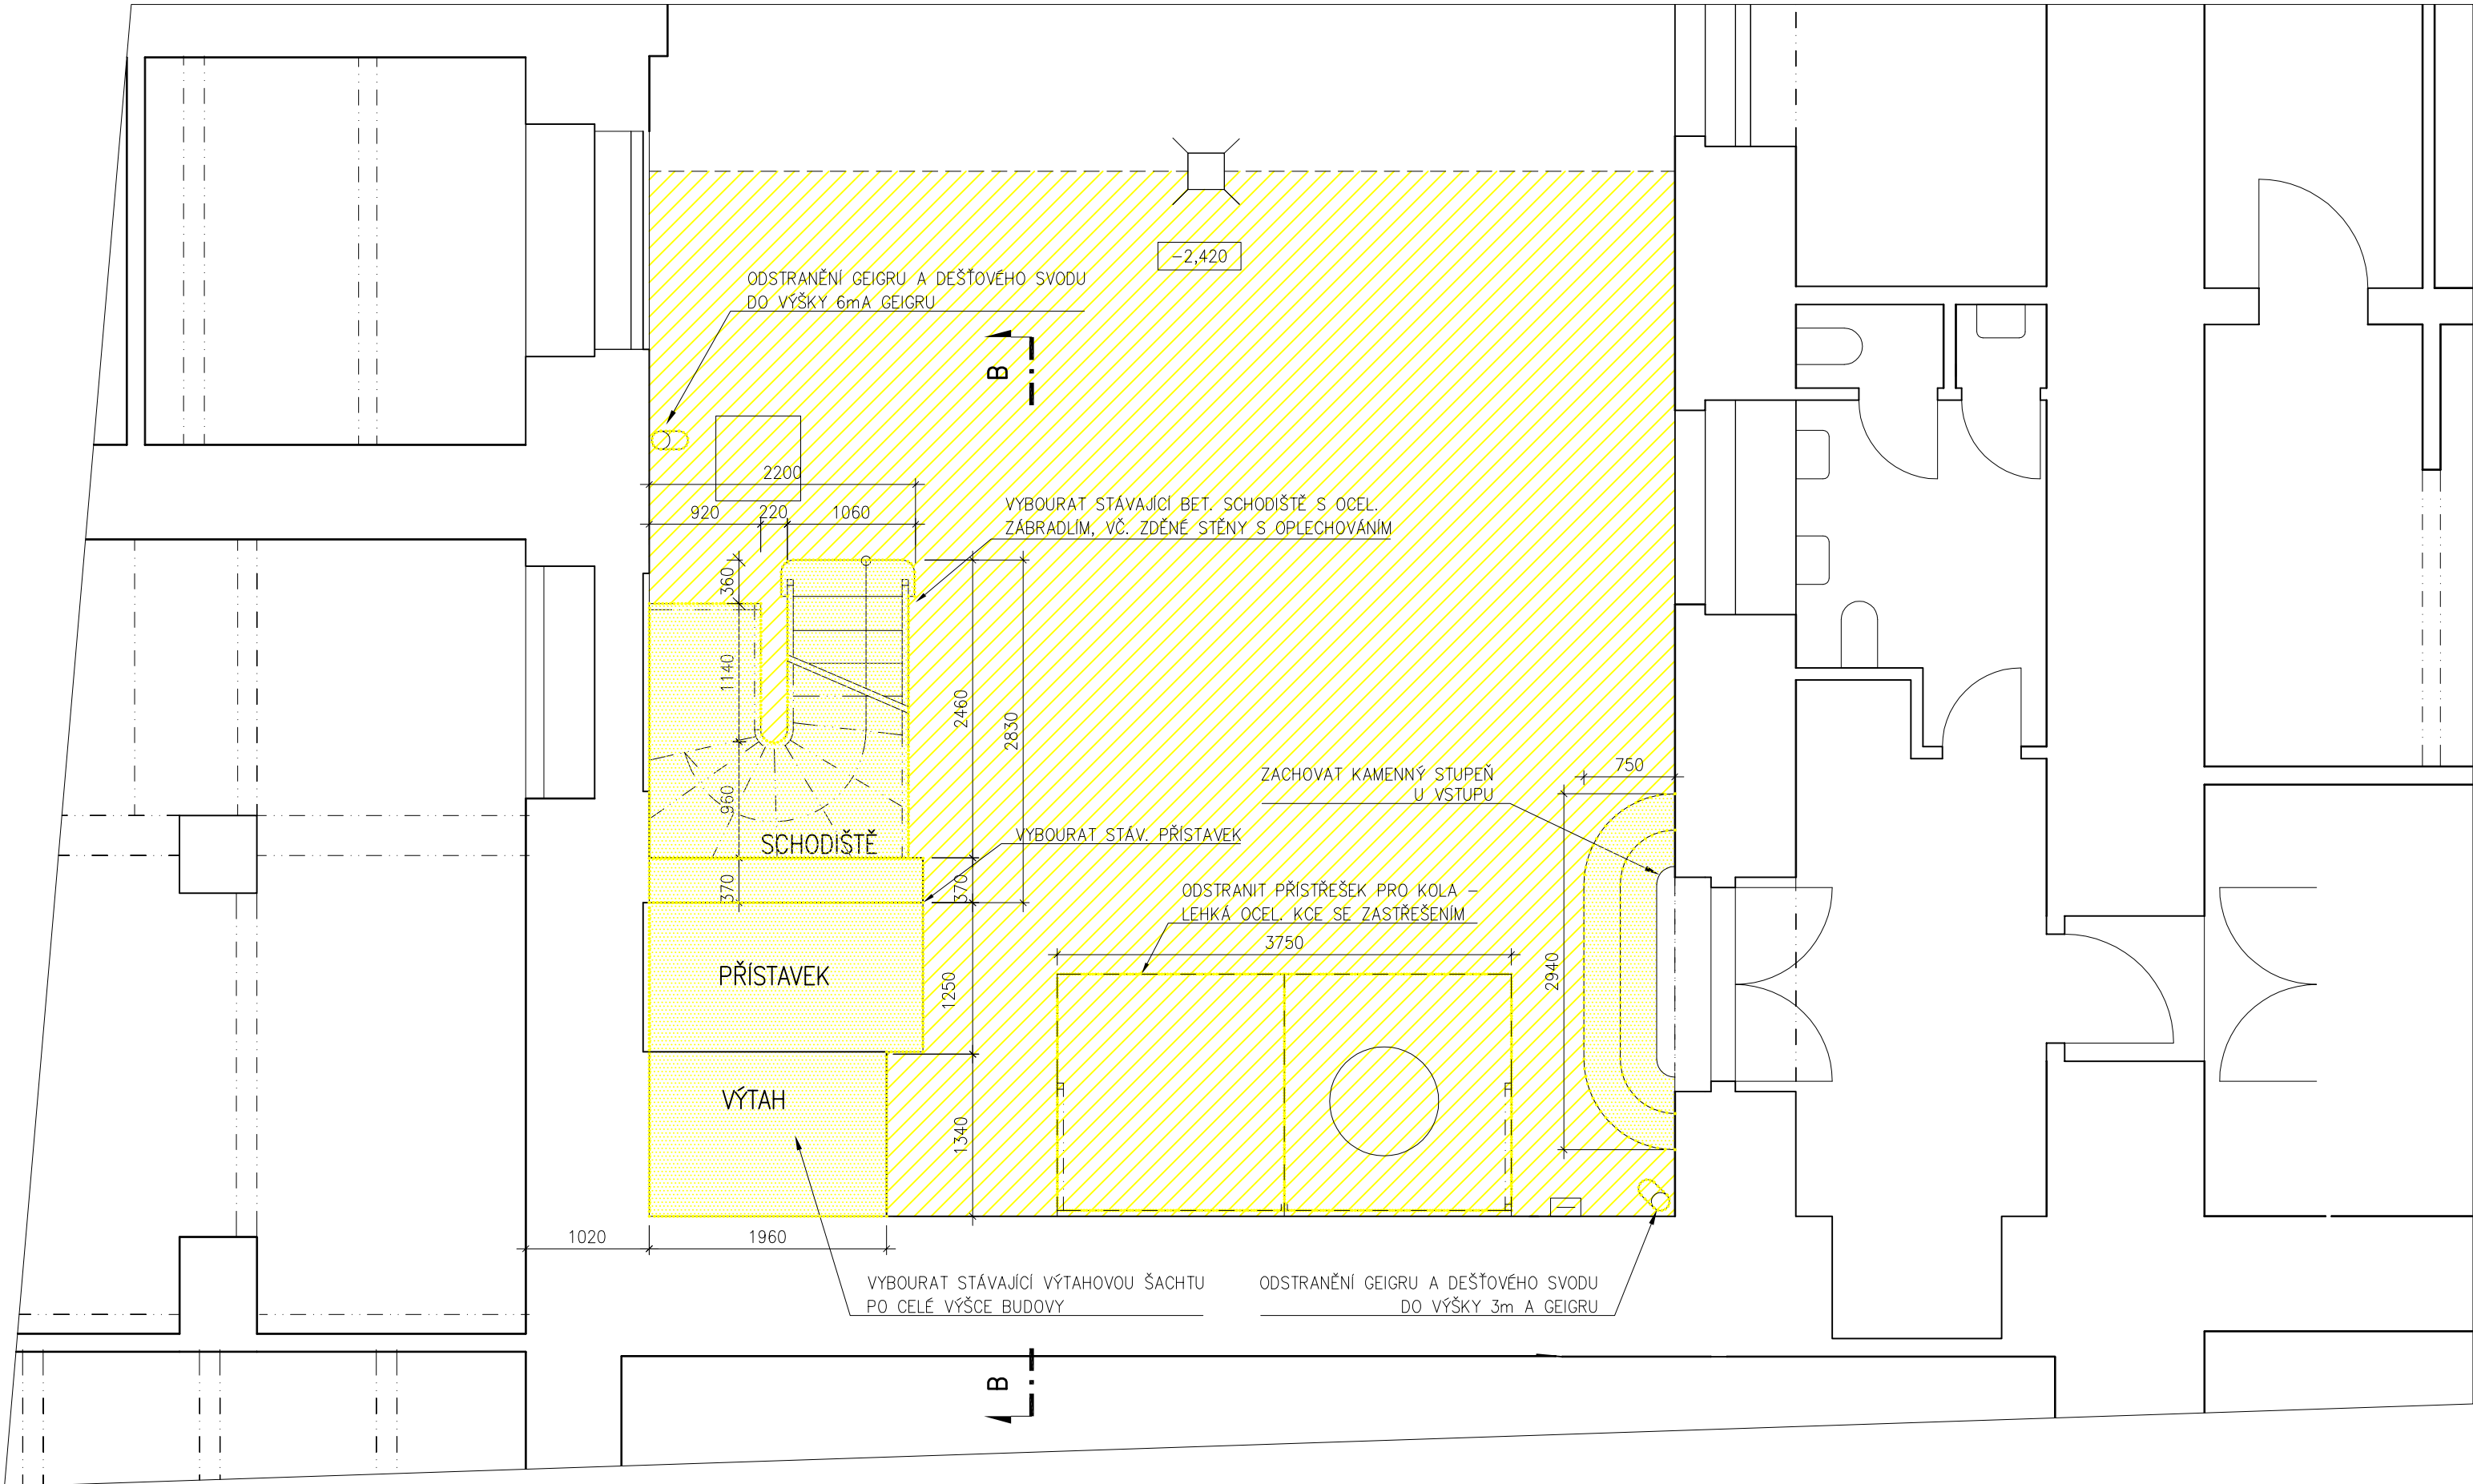 -2,420
ODSTRANĚNÍ GEIGRU A DEŠŤOVÉHO SVODU
DO VÝŠKY 6mA GEIGRU
B
2200
920
220
1060
VYBOURAT STÁVAJÍCÍ BET. SCHODIŠTĚ S OCEL.
ZÁBRADLÍM, VČ. ZDĚNÉ STĚNY S OPLECHOVÁNÍM
360
1140
2460
2830
960
ZACHOVAT KAMENNÝ STUPEŇ
U VSTUPU
750
SCHODIŠTĚ
VYBOURAT STÁV. PŘÍSTAVEK
370
370
ODSTRANIT PŘÍSTŘEŠEK PRO KOLA -
LEHKÁ OCEL. KCE SE ZASTŘEŠENÍM
3750
2940
PŘÍSTAVEK
1250
VÝTAH
1340
1020
1960
VYBOURAT STÁVAJÍCÍ VÝTAHOVOU ŠACHTU
PO CELÉ VÝŠCE BUDOVY
ODSTRANĚNÍ GEIGRU A DEŠŤOVÉHO SVODU
DO VÝŠKY 3m A GEIGRU
B